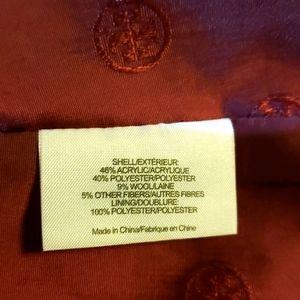 SHELL/EXTÉRIEUR:
46% ACRYLIC/ACRYLIQUE
40% POLYESTER/POLYESTER
9% WOOL/LAINE
5% OTHER FIBERS/AUTRES FIBRES
LINING/DOUBLURE:
100% POLYESTER/POLYESTER
Made in China/Fabrique en Chine